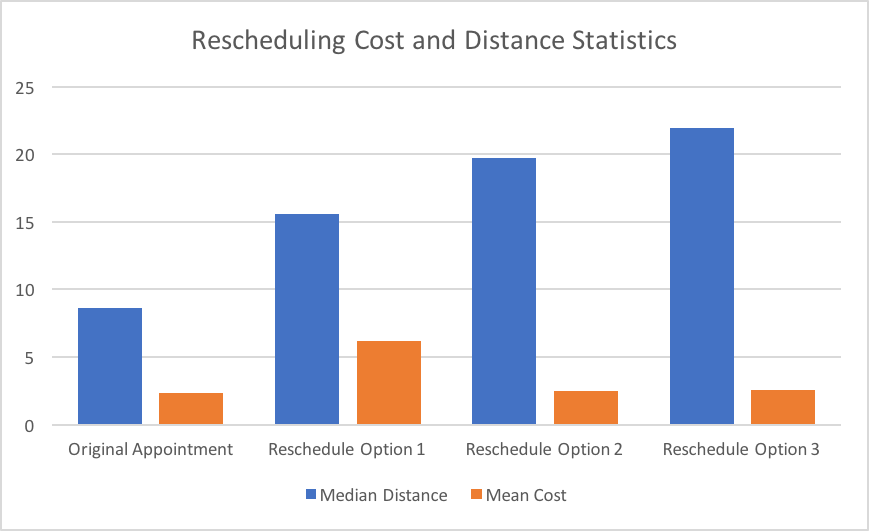 Rescheduling Cost and Distance Statistics
25
20
15
10
5
0
Original Appointment Reschedule Option 1 Reschedule Option 2 Reschedule Option 3
Median Distance Mean Cost